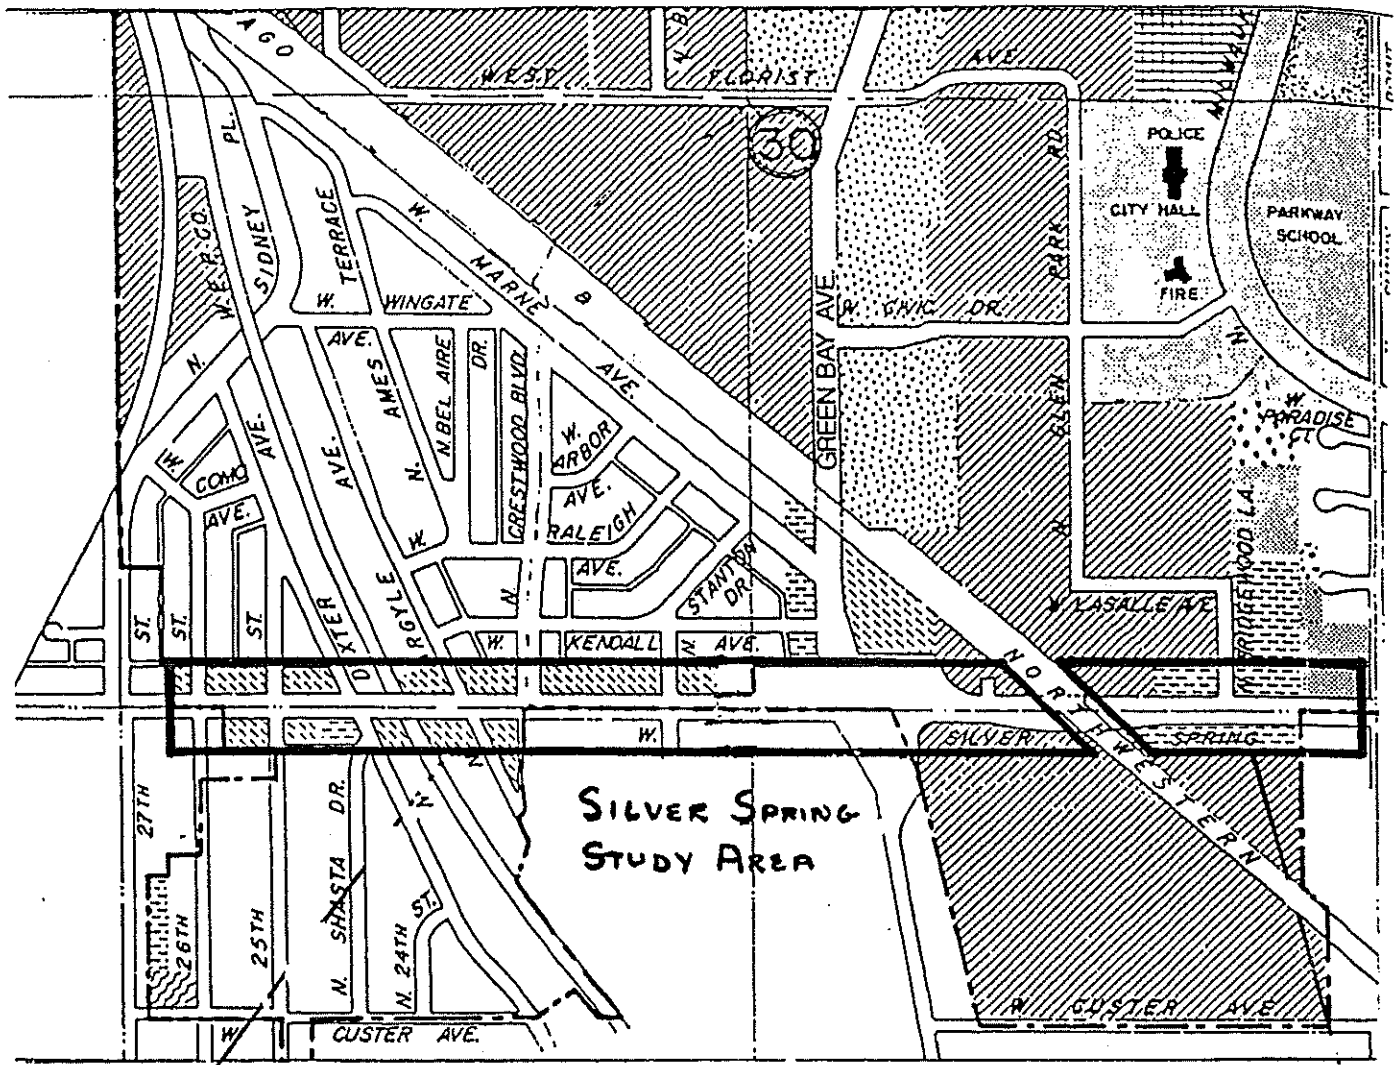 AGO
N. B
WEST FLORIST AVE
MILWAUK
PL.
30
N. PARK RD
POLICE
CITY HALL
PARKWAY
SCHOOL
FIRE
W.E.P. CO.
SIDNEY
TERRACE
W. MARNE AVE.
B
GREEN BAY AVE
W. CIVIC DR.
N.
W. WINGATE
AVE.
N.
AMES
N. BEL AIRE
DR.
CRESTWOOD BLVD.
GLEN
N
W.
PARADISE
CT.
W. ARBOR
AVE.
W.
COMO
AVE.
AVE.
AVE.
N.
W.
RALEIGH
AVE.
STANTON
DR.
N.
W. LASALLE AVE
N. BRIDGEWOOD LA.
ST.
ST.
ST.
DEXTER
ARGYLE
W. KENDALL AVE.
N.
NORTHWESTERN
W. SILVER SPRING
N.
N.
SILVER SPRING
STUDY AREA
27TH
26TH
25TH
N. SHASTA DR.
N. 24TH ST.
W CUSTER AVE.
W CUSTER AVE